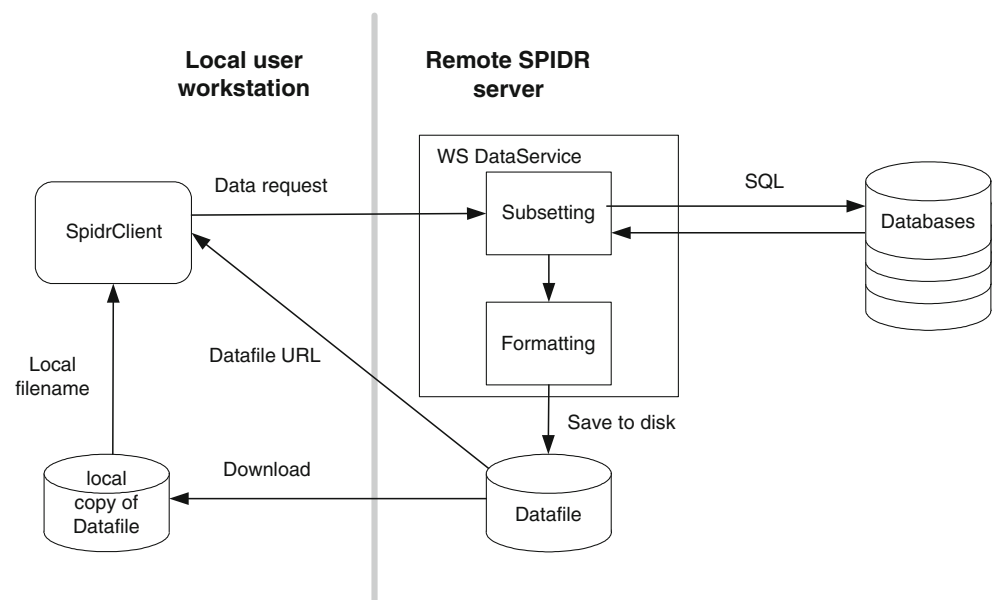 Local user
workstation
Remote SPIDR
server
WS DataService
Data request
SQL
SpidrClient
Subsetting
Databases
Formatting
Datafile URL
Local
filename
Save to disk
Download
local
copy of
Datafile
Datafile